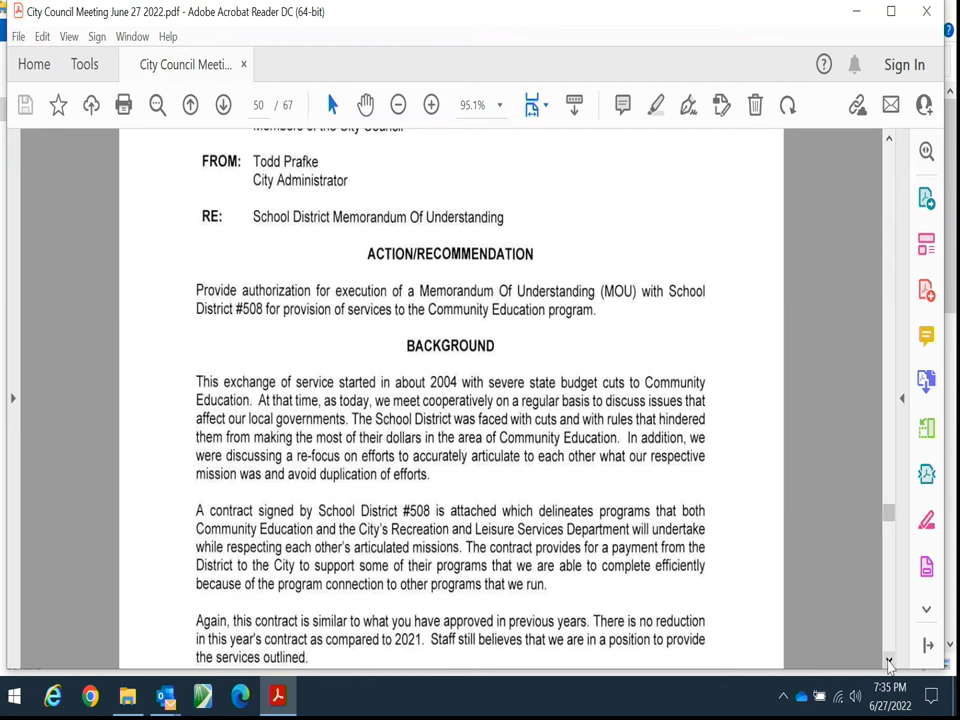 City Council Meeting June 27 2022.pdf - Adobe Acrobat Reader DC (64-bit)
File Edit View Sign Window Help
Home Tools City Council Meeti... × Sign In
50 / 67 95.1%
Members of the City Council
FROM: Todd Prafke
City Administrator
RE: School District Memorandum Of Understanding
ACTION/RECOMMENDATION
Provide authorization for execution of a Memorandum Of Understanding (MOU) with School
District #508 for provision of services to the Community Education program.
BACKGROUND
This exchange of service started in about 2004 with severe state budget cuts to Community
Education. At that time, as today, we meet cooperatively on a regular basis to discuss issues that
affect our local governments. The School District was faced with cuts and with rules that hindered
them from making the most of their dollars in the area of Community Education. In addition, we
were discussing a re-focus on efforts to accurately articulate to each other what our respective
mission was and avoid duplication of efforts.
A contract signed by School District #508 is attached which delineates programs that both
Community Education and the City's Recreation and Leisure Services Department will undertake
while respecting each other's articulated missions. The contract provides for a payment from the
District to the City to support some of their programs that we are able to complete efficiently
because of the program connection to other programs that we run.
Again, this contract is similar to what you have approved in previous years. There is no reduction
in this year's contract as compared to 2021. Staff still believes that we are in a position to provide
the services outlined.
7:35 PM
6/27/2022